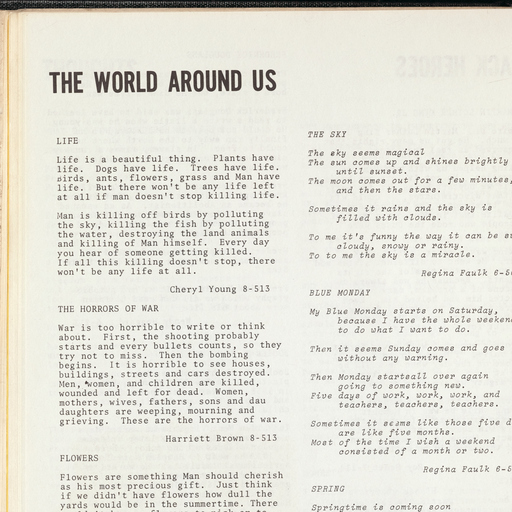 THE WORLD AROUND US
LIFE
Life is a beautiful thing. Plants have
life. Dogs have life. Trees have life.
Birds, ants, flowers, grass and Man have
life. But there won't be any life left
at all if man doesn't stop killing life.
Man is killing off birds by polluting
the sky, killing the fish by polluting
the water, destroying the land animals
and killing of Man himself. Every day
you hear of someone getting killed.
If all this killing doesn't stop, there
won't be any life at all.
Cheryl Young 8-513
THE HORRORS OF WAR
War is too horrible to write or think
about. First, the shooting probably
starts and every bullets counts, so they
try not to miss. Then the bombing
begins. It is horrible to see houses,
buildings, streets and cars destroyed.
Men, women, and children are killed,
wounded and left for dead. Women,
mothers, wives, fathers, sons and dau
daughters are weeping, mourning and
grieving. These are the horrors of war.
Harriett Brown 8-513
FLOWERS
Flowers are something Man should cherish
as his most precious gift. Just think
if we didn't have flowers how dull the
yards would be in the summertime. There
THE SKY
The sky seems magical
The sun comes up and shines brightly
until sunset.
The moon comes out for a few minutes,
and then the stars.
Sometimes it rains and the sky is
filled with clouds.
To me it's funny the way it can be
cloudy, snowy or rainy.
To to me the sky is a miracle.
Regina Faulk
BLUE MONDAY
My Blue Monday starts on Saturday,
because I have the whole
to do what I want to do.
Then it seems Sunday comes and goes
without any warning.
Then Monday startsall over again
going to something new.
Five days of work, work, work, and
teachers, teachers, teachers.
Sometimes it seems like those five
are like five months.
Most of the time I wish a weekend
consisted of a month or two.
Regina Faulk
SPRING
Springtime is coming soon